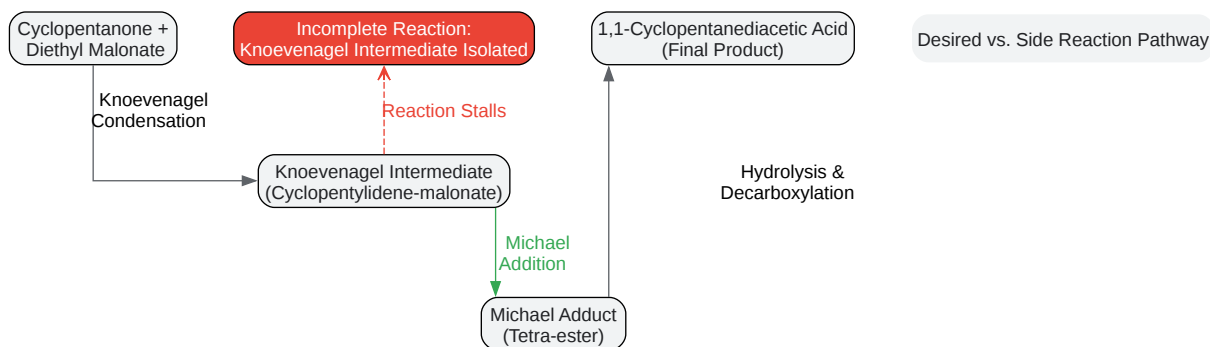 Cyclopentanone +
Diethyl Malonate
Incomplete Reaction:
Knoevenagel Intermediate Isolated
1,1-Cyclopentanediacetic Acid
(Final Product)
Desired vs. Side Reaction Pathway
Knoevenagel
Condensation
Reaction Stalls
Knoevenagel Intermediate
(Cyclopentylidene-malonate)
Hydrolysis &
Decarboxylation
Michael
Addition
Michael Adduct
(Tetra-ester)